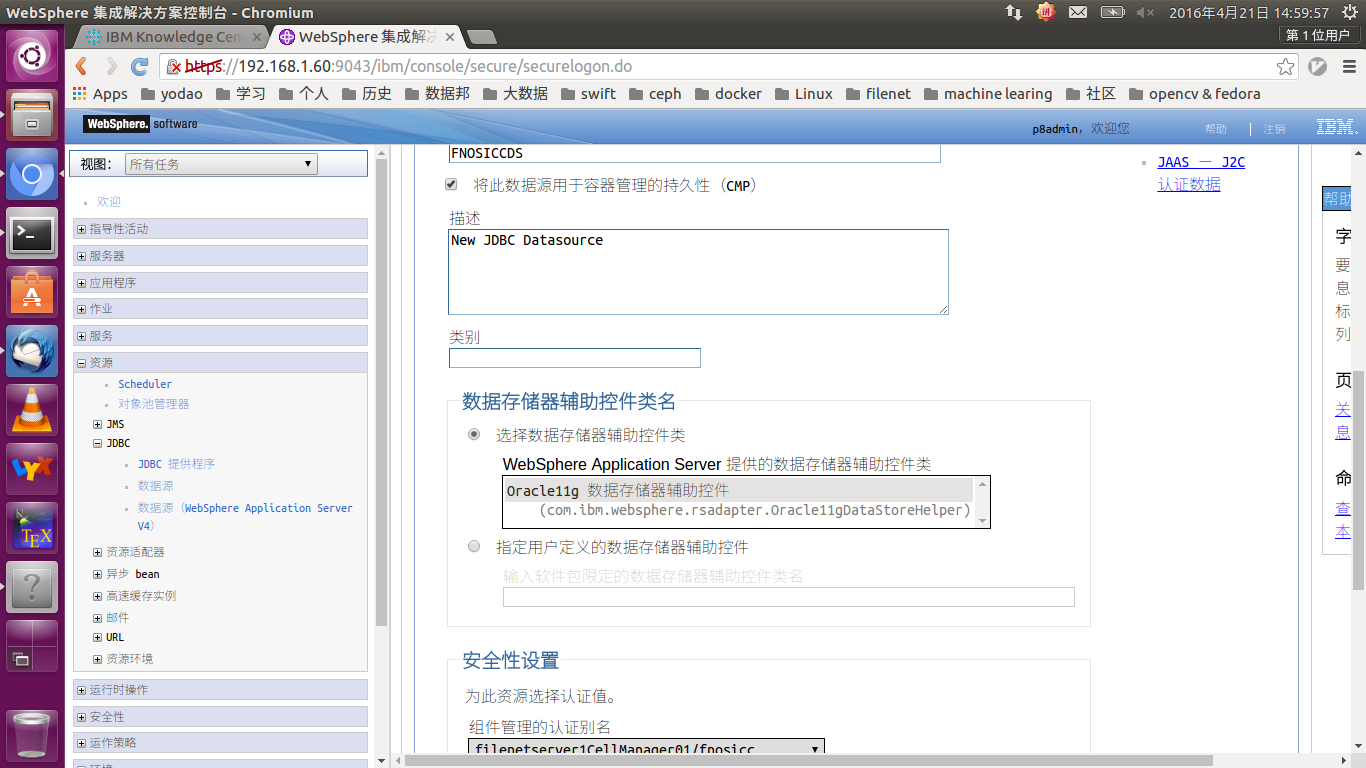 WebSphere 集成解决方案控制台 - Chromium
2016年4月21日 14:59:57
IBM Knowledge Cen
WebSphere 集成解决
第 1 位用户
https://192.168.1.60:9043/ibm/console/secure/securelogon.do
Apps yodao 学习 个人 历史 数据邦 大数据 swift ceph docker Linux filenet machine learing 社区 opencv & fedora
WebSphere. software
p8admin，欢迎您 帮助 | 注销 IBM.
视图： 所有任务
欢迎
指导性活动
服务器
应用程序
作业
服务
资源
Scheduler
对象池管理器
JMS
JDBC
JDBC 提供程序
数据源
数据源（WebSphere Application Server
V4）
资源适配器
异步 bean
高速缓存实例
邮件
URL
资源环境
运行时操作
安全性
运作策略
环境
FNOSICCDS
将此数据源用于容器管理的持久性（CMP）
描述
New JDBC Datasource
类别
数据存储器辅助控件类名
选择数据存储器辅助控件类
WebSphere Application Server 提供的数据存储器辅助控件类
Oracle11g 数据存储器辅助控件
(com.ibm.websphere.rsadapter.Oracle11gDataStoreHelper)
指定用户定义的数据存储器辅助控件
输入软件包限定的数据存储器辅助控件类名
安全性设置
为此资源选择认证值。
组件管理的认证别名
filenetserver1CellManager01/fnosicc
JAAS － J2C
认证数据
帮助
字
要
息
标
列
页
关
息
命
查
本